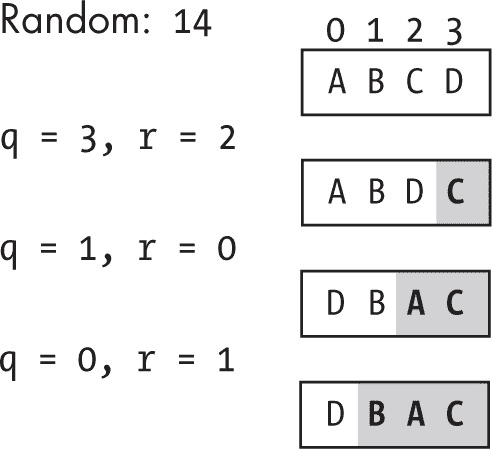 Random: 14
0 1 2 3
A B C D
q = 3, r = 2
A B D C
q = 1, r = 0
D B A C
q = 0, r = 1
D B A C